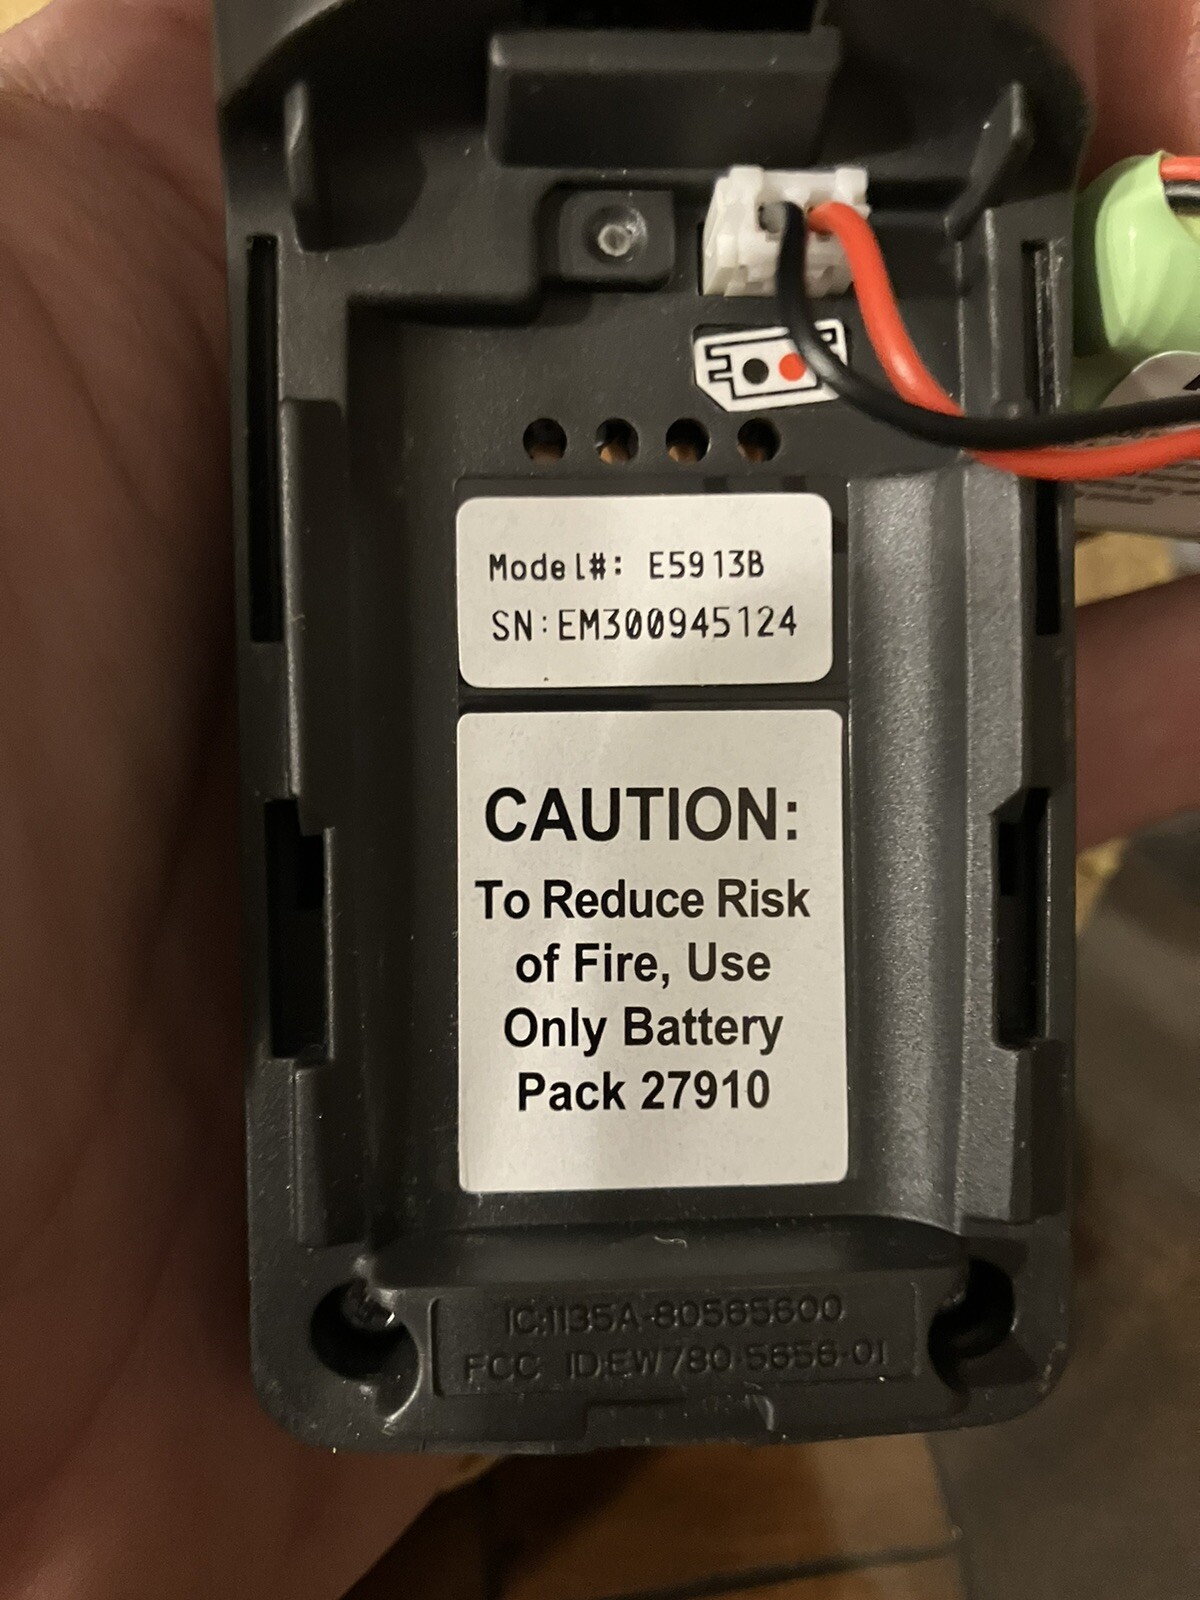 Model#: E5913B
SN:EM300945124
CAUTION:
To Reduce Risk
of Fire, Use
Only Battery
Pack 27910
IC:1135A-80565600
FCC ID:EW780-5656-01